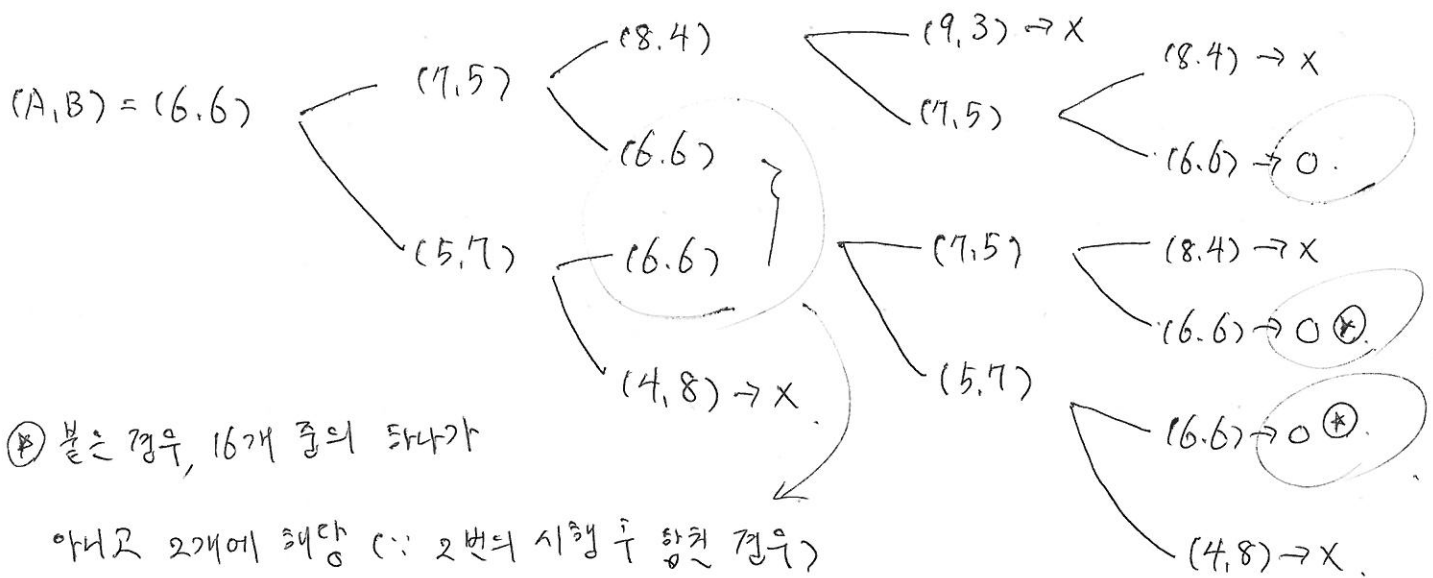 (8.4) (9,3) → X
(8.4) → X
(A,B) = (6.6) (7,5)
(7,5)
(6.6) (6.6) → O.
(5,7) (6.6) (7,5) (8.4) → X
(6.6) → O ⊛.
(4,8) → X. (5,7)
(6.6) → O ⊛.
⊛ 붙은 경우, 16개 중의 하나가
아니고 2개에 해당 (∵ 2번의 시행 후 합친 경우)
(4,8) → X.